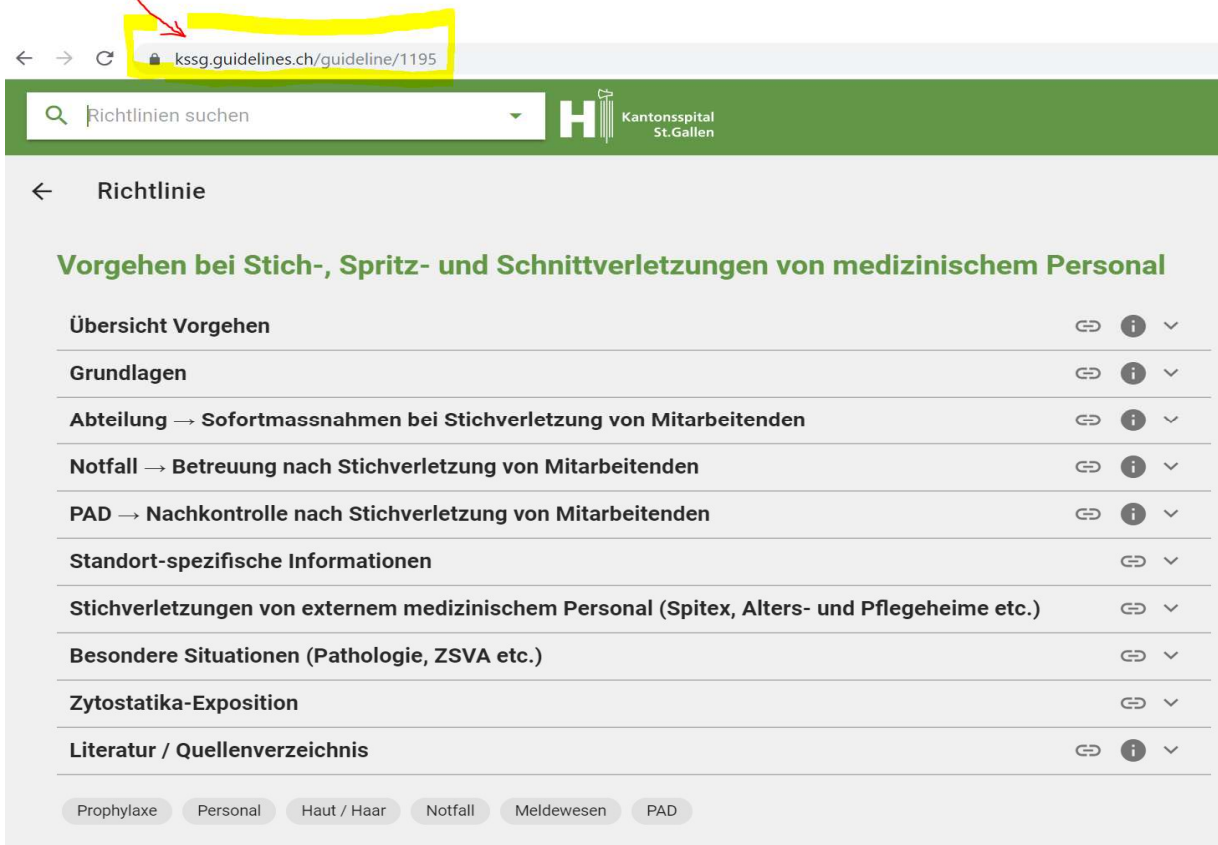 kssg.guidelines.ch/guideline/1195
Richtlinien suchen
Kantonsspital
St.Gallen
Richtlinie
Vorgehen bei Stich-, Spritz- und Schnittverletzungen von medizinischem Personal
Übersicht Vorgehen
Grundlagen
Abteilung → Sofortmassnahmen bei Stichverletzung von Mitarbeitenden
Notfall → Betreuung nach Stichverletzung von Mitarbeitenden
PAD → Nachkontrolle nach Stichverletzung von Mitarbeitenden
Standort-spezifische Informationen
Stichverletzungen von externem medizinischem Personal (Spitex, Alters- und Pflegeheime etc.)
Besondere Situationen (Pathologie, ZSVA etc.)
Zytostatika-Exposition
Literatur / Quellenverzeichnis
Prophylaxe Personal Haut / Haar Notfall Meldewesen PAD